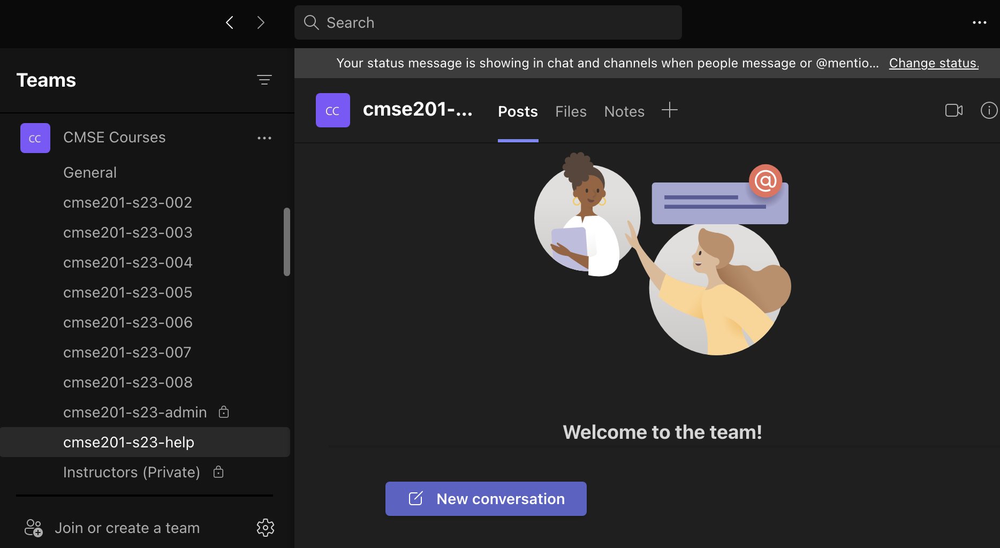 Search
Your status message is showing in chat and channels when people message or @mentio... Change status.
Teams
CC cmse201-... Posts Files Notes
CC CMSE Courses
General
cmse201-s23-002
cmse201-s23-003
cmse201-s23-004
cmse201-s23-005
cmse201-s23-006
cmse201-s23-007
cmse201-s23-008
cmse201-s23-admin
cmse201-s23-help
Instructors (Private)
Join or create a team
@
Welcome to the team!
New conversation